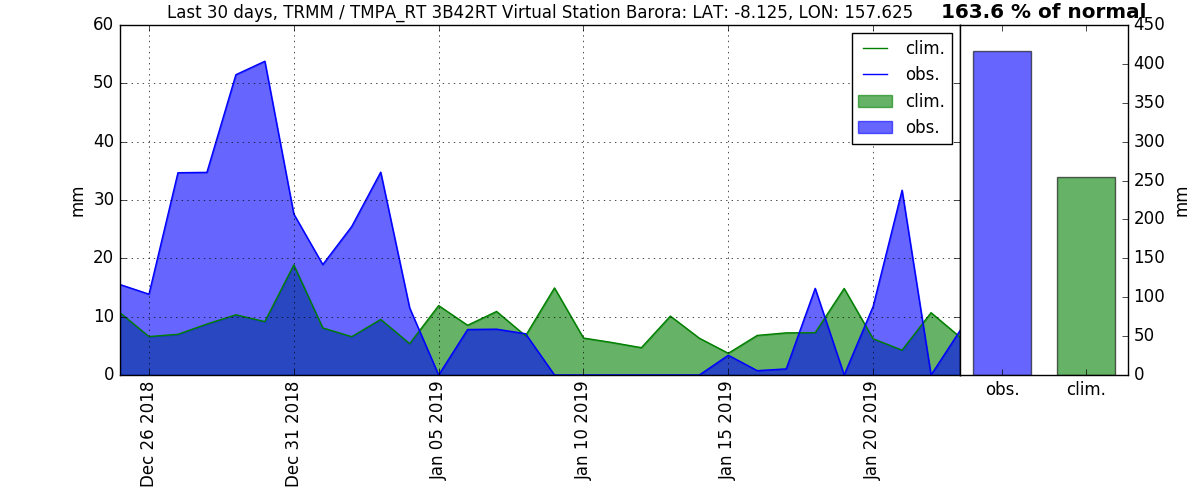 Last 30 days, TRMM / TMPA_RT 3B42RT Virtual Station Barora: LAT: -8.125, LON: 157.625
163.6 % of normal
60
50
40
30
20
10
0
mm
clim.
obs.
clim.
obs.
450
400
350
300
250
200
150
100
50
0
mm
Dec 26 2018
Dec 31 2018
Jan 05 2019
Jan 10 2019
Jan 15 2019
Jan 20 2019
obs.
clim.